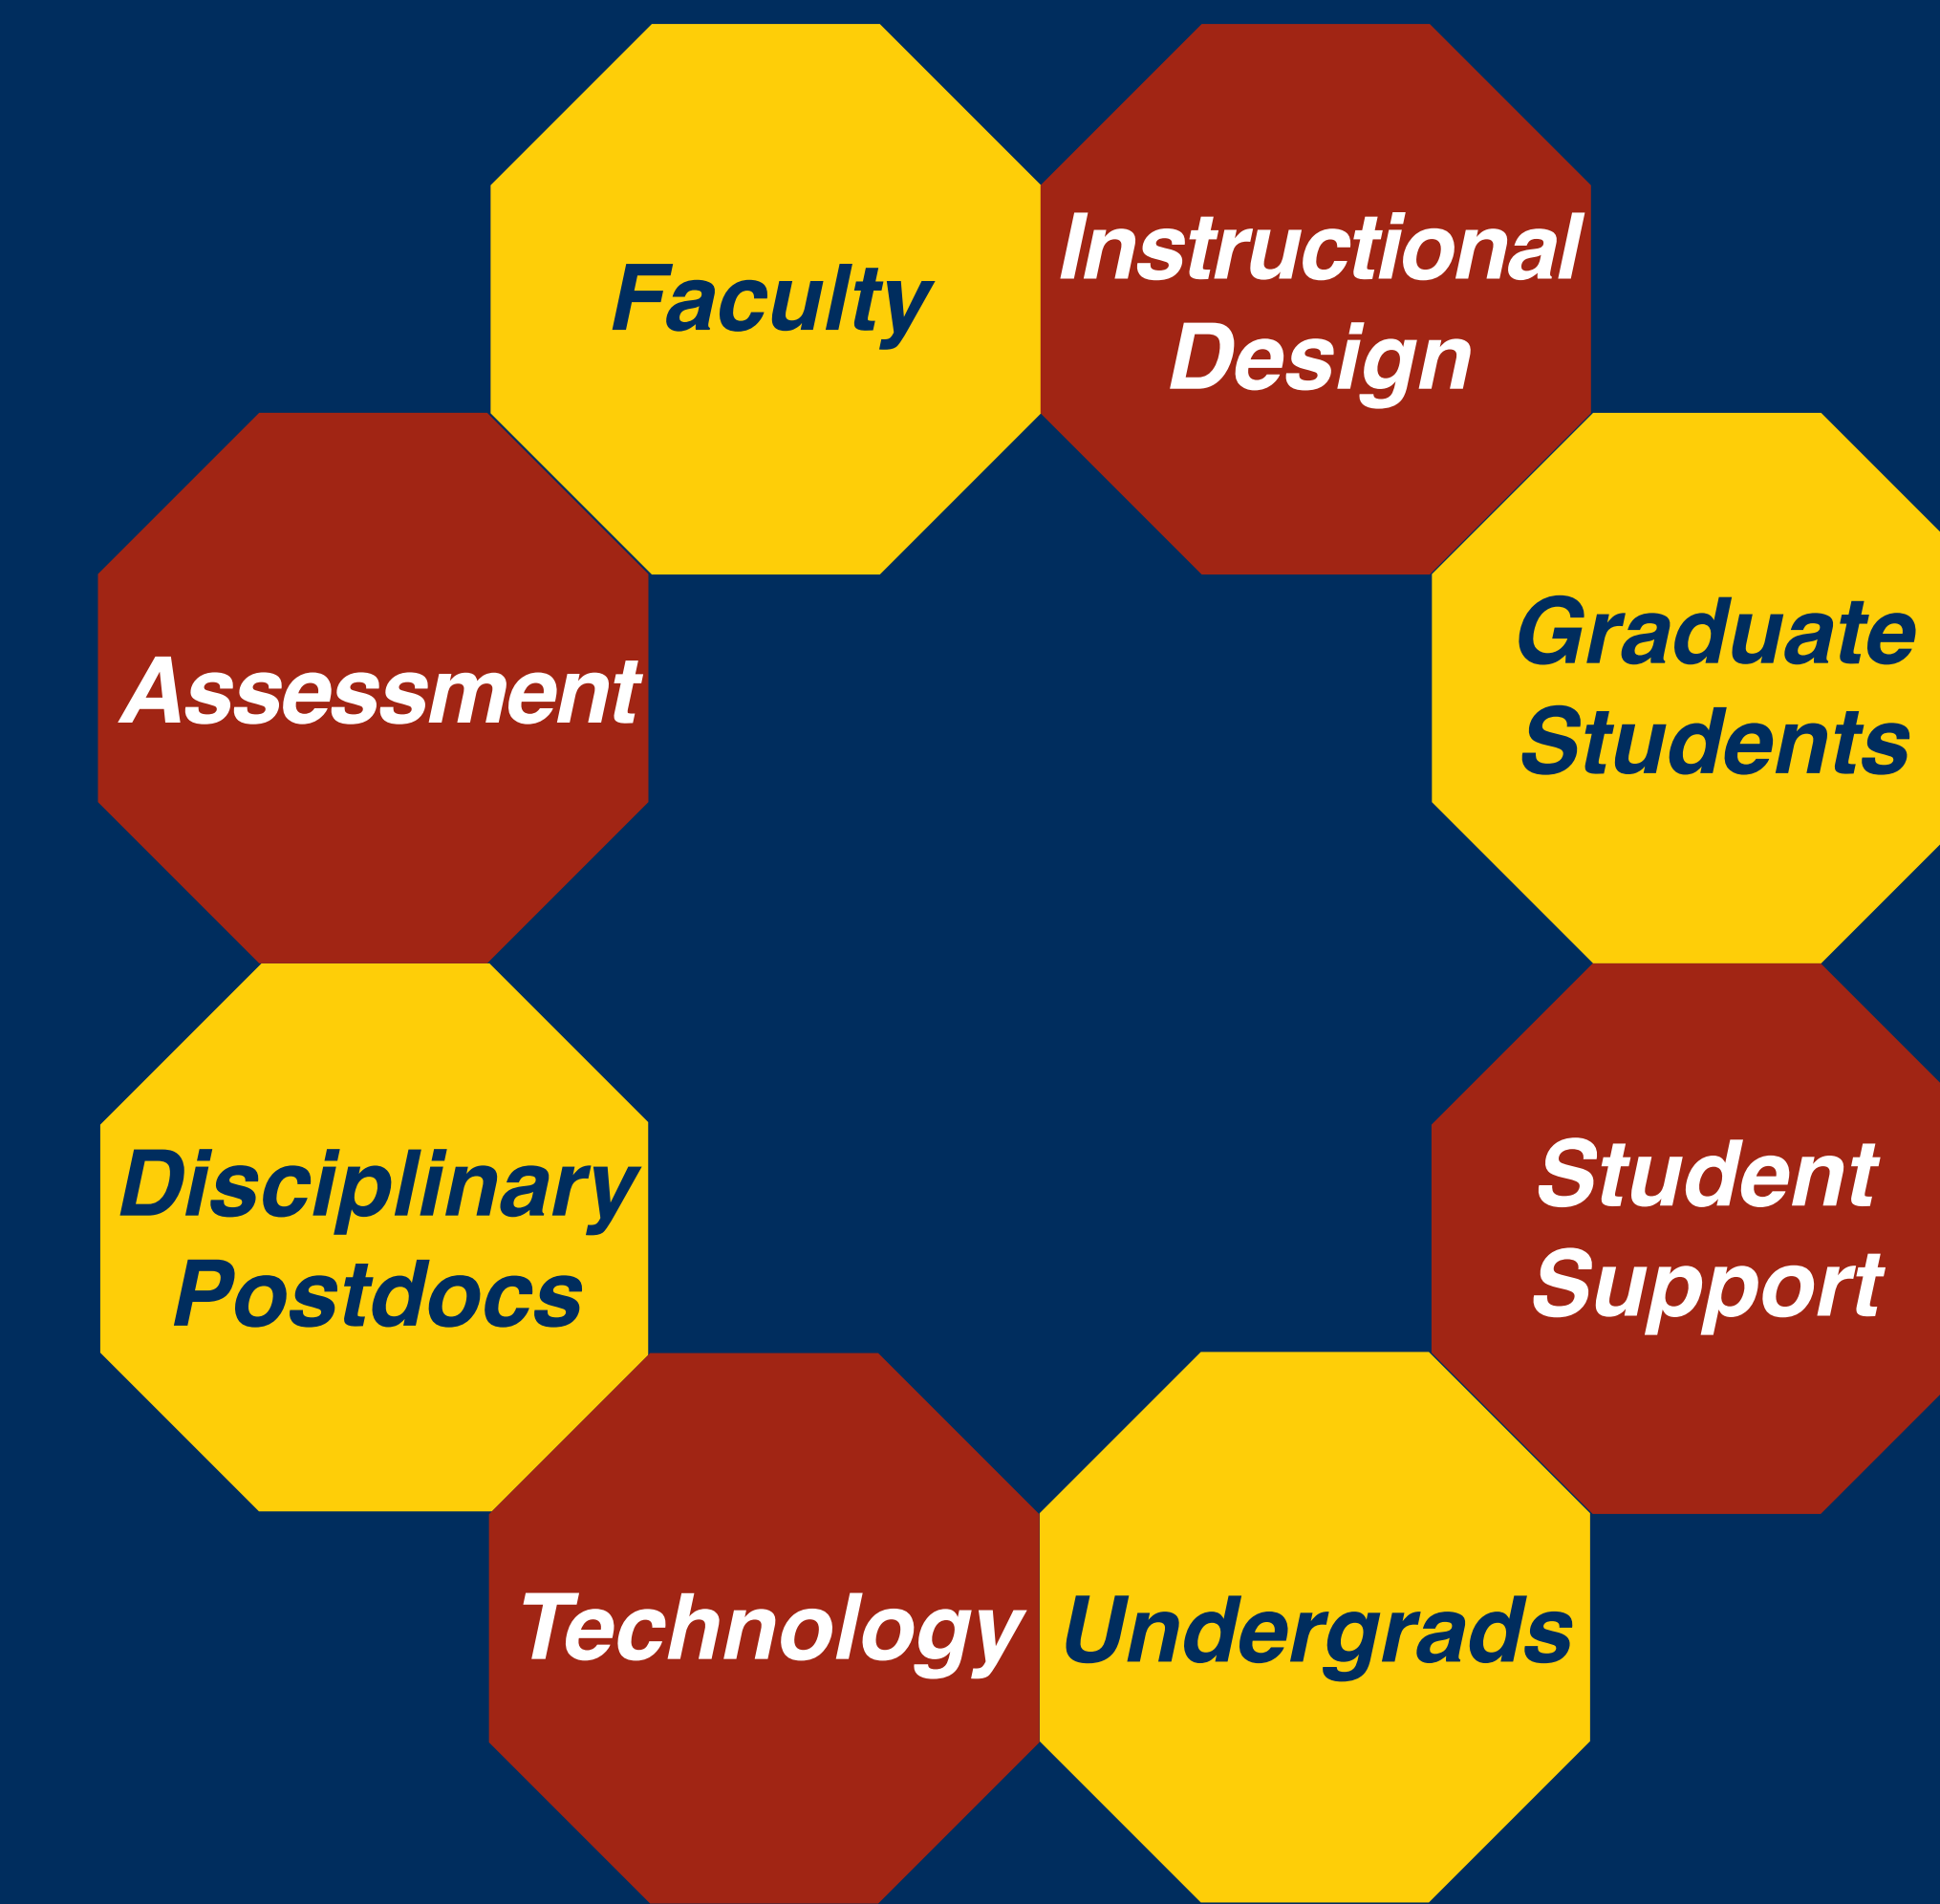 Faculty
Instructional
Design
Graduate
Students
Student
Support
Undergrads
Technology
Disciplinary
Postdocs
Assessment